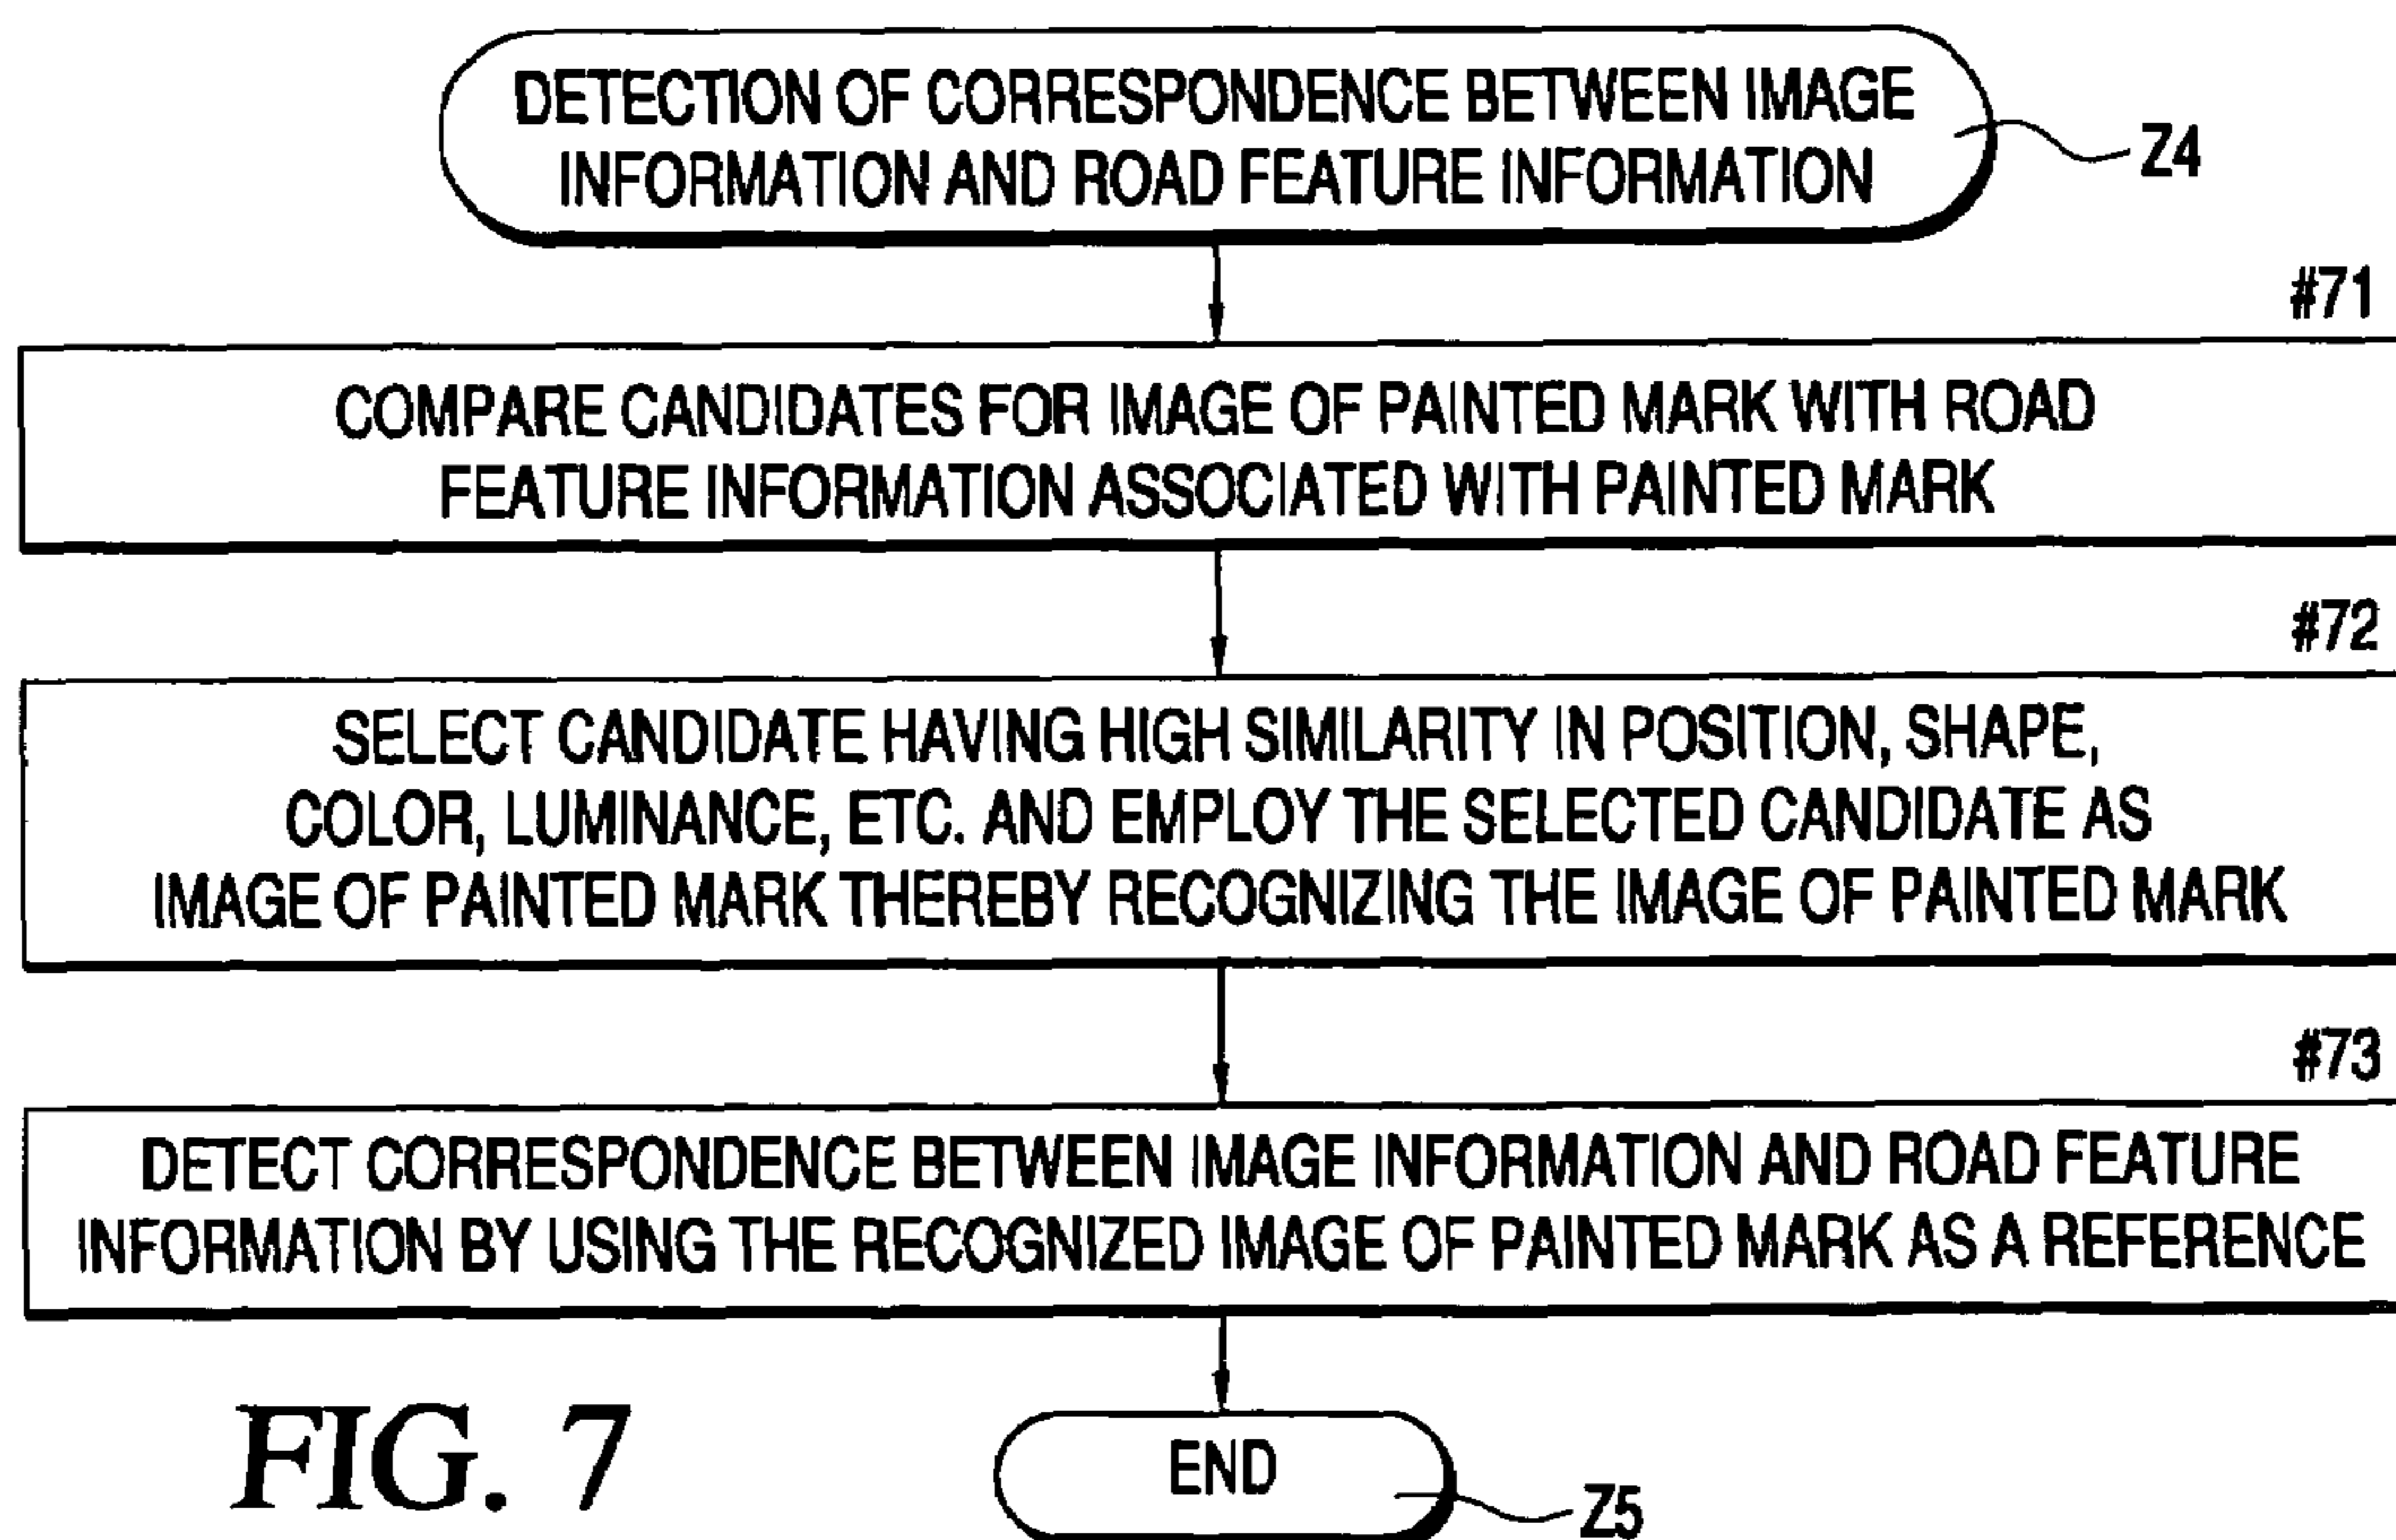 DETECTION OF CORRESPONDENCE BETWEEN IMAGE
INFORMATION AND ROAD FEATURE INFORMATION
Z4
#71
COMPARE CANDIDATES FOR IMAGE OF PAINTED MARK WITH ROAD
FEATURE INFORMATION ASSOCIATED WITH PAINTED MARK
#72
SELECT CANDIDATE HAVING HIGH SIMILARITY IN POSITION, SHAPE,
COLOR, LUMINANCE, ETC. AND EMPLOY THE SELECTED CANDIDATE AS
IMAGE OF PAINTED MARK THEREBY RECOGNIZING THE IMAGE OF PAINTED MARK
#73
DETECT CORRESPONDENCE BETWEEN IMAGE INFORMATION AND ROAD FEATURE
INFORMATION BY USING THE RECOGNIZED IMAGE OF PAINTED MARK AS A REFERENCE
END
Z5
FIG. 7